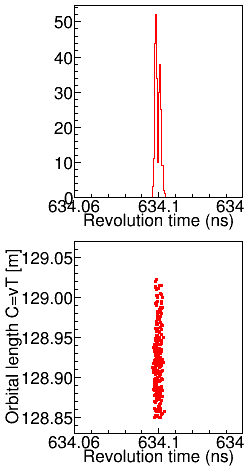 50
40
30
20
10
0
634.06 634.1 634
Revolution time (ns)
Orbital length C=vT [m]
129.05
129.00
128.95
128.90
128.85
634.06 634.1 634
Revolution time (ns)